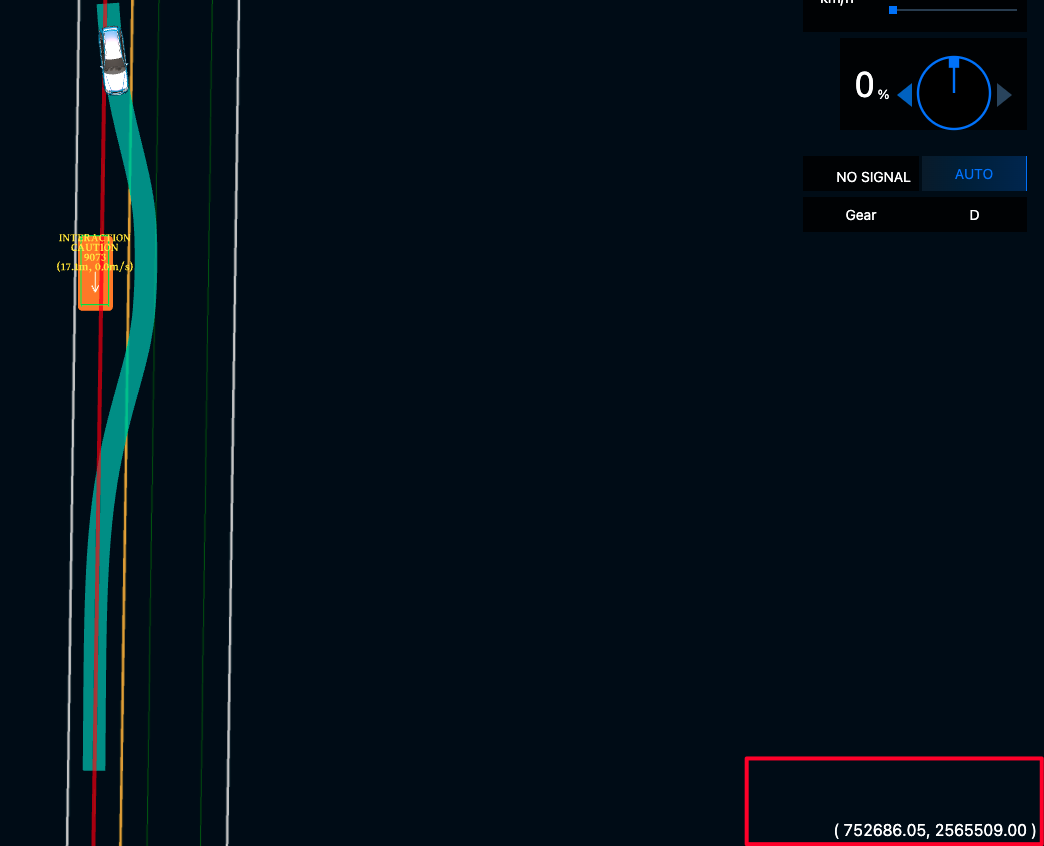 km/h
0 %
NO SIGNAL
AUTO
Gear
D
INTERACTION
CAUTION
9073
(17.1m, 0.0m/s)
( 752686.05, 2565509.00 )